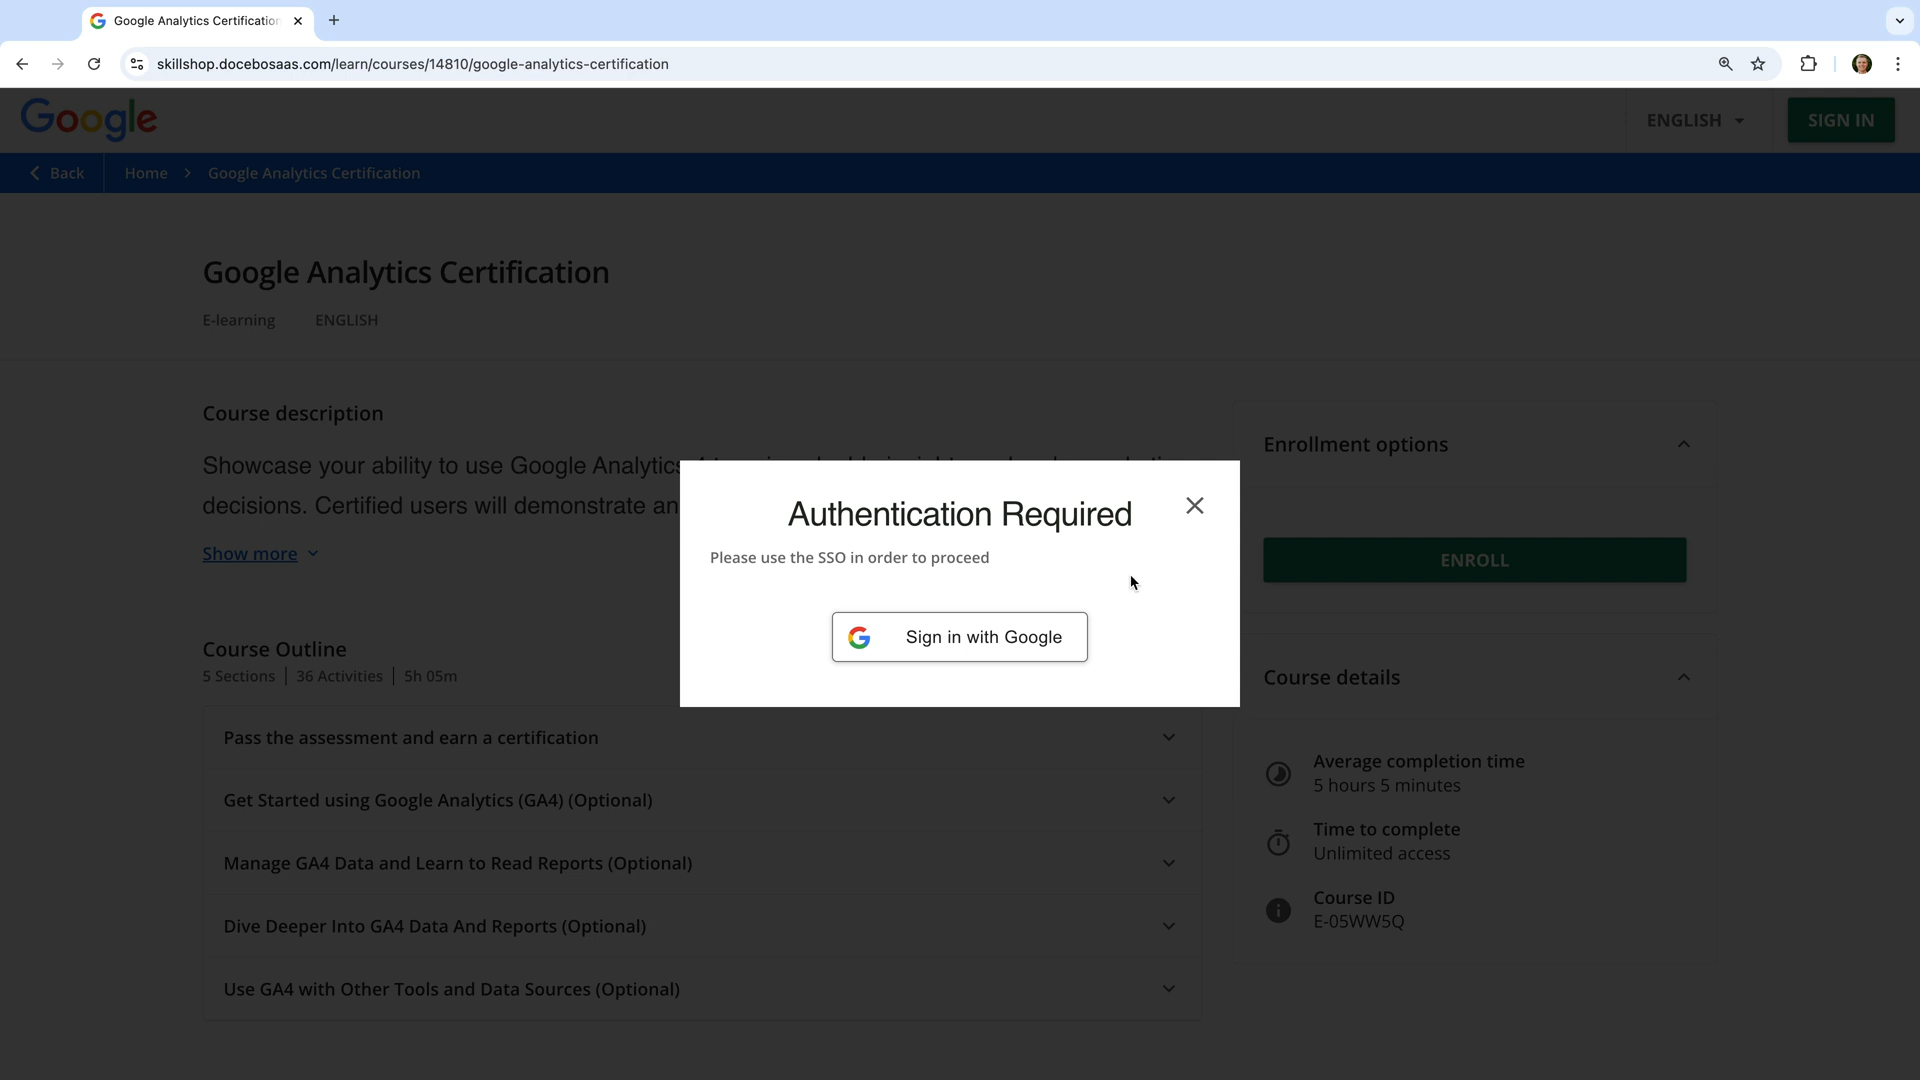 Google Analytics Certification
skillshop.docebosaas.com/learn/courses/14810/google-analytics-certification
Google
ENGLISH
SIGN IN
Back
Home
Google Analytics Certification
Google Analytics Certification
E-learning
ENGLISH
Course description
Showcase your ability to use Google Analytics
decisions. Certified users will demonstrate an
Show more
Course Outline
5 Sections | 36 Activities | 5h 05m
Pass the assessment and earn a certification
Get Started using Google Analytics (GA4) (Optional)
Manage GA4 Data and Learn to Read Reports (Optional)
Dive Deeper Into GA4 Data And Reports (Optional)
Use GA4 with Other Tools and Data Sources (Optional)
Authentication Required
Please use the SSO in order to proceed
Sign in with Google
Enrollment options
ENROLL
Course details
Average completion time
5 hours 5 minutes
Time to complete
Unlimited access
Course ID
E-05WW5Q